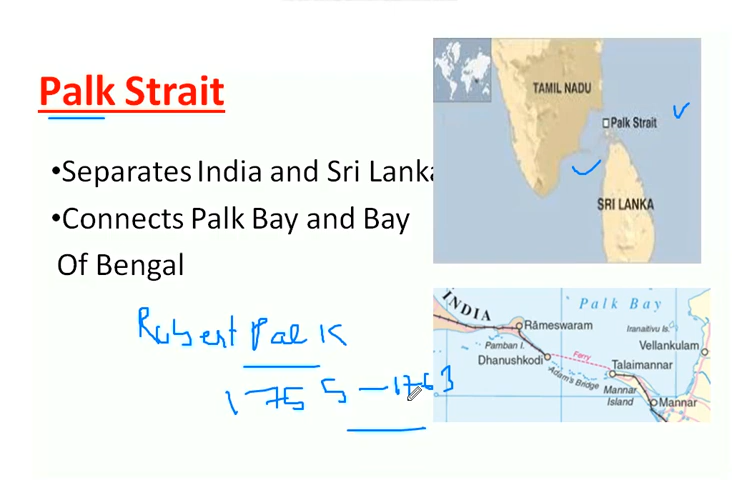 Palk Strait
•Separates India and Sri Lanka
•Connects Palk Bay and Bay
Of Bengal
Robert Palk
1755-1763
TAMIL NADU
Palk Strait
SRI LANKA
INDIA
Palk Bay
Râmeswaram
Iranaitivu Is.
Pamban I.
Vellankulam
Dhanushkodi
Ferry
Talaimannar
Adam's Bridge
Mannar
Island
Mannar